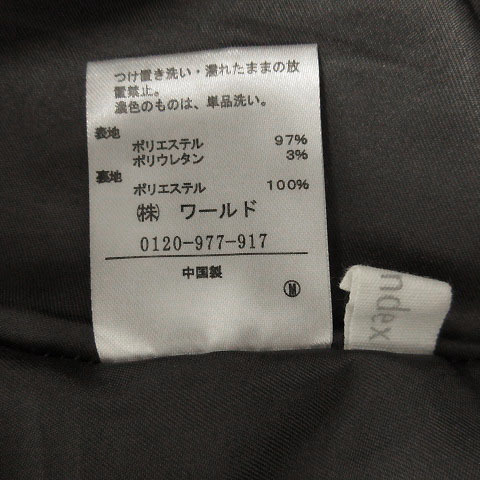 つけ置き洗い・濡れたままの放
置禁止。
濃色のものは、単品洗い。
表地
ポリエステル 97%
ポリウレタン 3%
裏地
ポリエステル 100%
㈱ ワールド
0120-977-917
中国製
Ⓜ
ndex